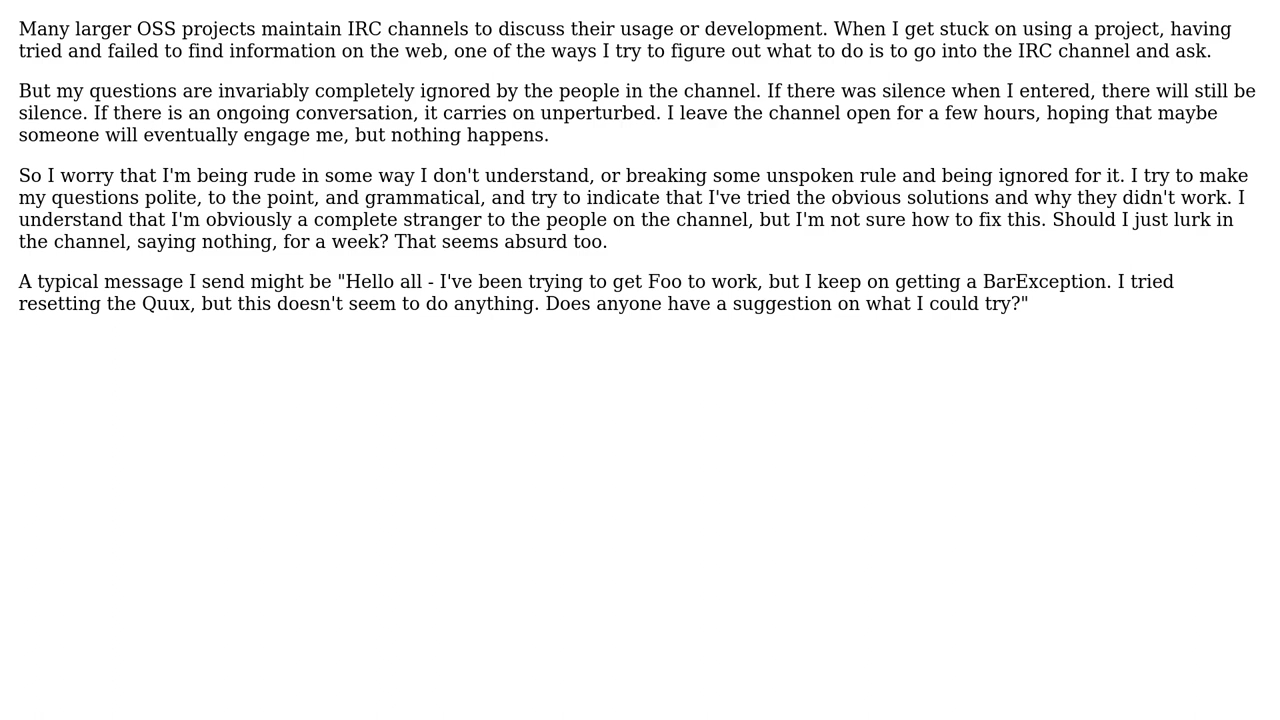 Many larger OSS projects maintain IRC channels to discuss their usage or development. When I get stuck on using a project, having
tried and failed to find information on the web, one of the ways I try to figure out what to do is to go into the IRC channel and ask.
But my questions are invariably completely ignored by the people in the channel. If there was silence when I entered, there will still be
silence. If there is an ongoing conversation, it carries on unperturbed. I leave the channel open for a few hours, hoping that maybe
someone will eventually engage me, but nothing happens.
So I worry that I'm being rude in some way I don't understand, or breaking some unspoken rule and being ignored for it. I try to make
my questions polite, to the point, and grammatical, and try to indicate that I've tried the obvious solutions and why they didn't work. I
understand that I'm obviously a complete stranger to the people on the channel, but I'm not sure how to fix this. Should I just lurk in
the channel, saying nothing, for a week? That seems absurd too.
A typical message I send might be "Hello all - I've been trying to get Foo to work, but I keep on getting a BarException. I tried
resetting the Quux, but this doesn't seem to do anything. Does anyone have a suggestion on what I could try?"